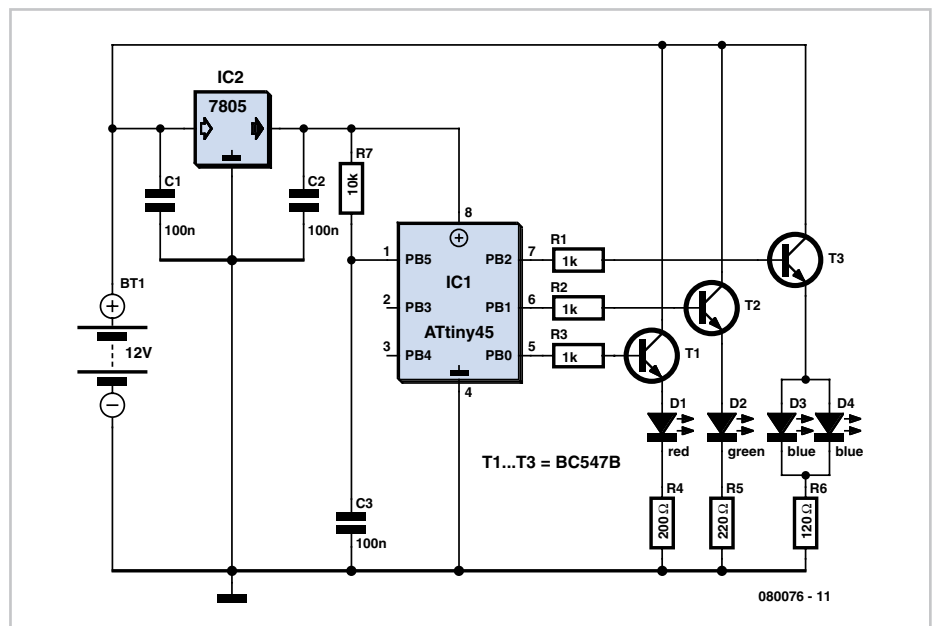 IC2
7805
R7
10k
C1
100n
C2
100n
8
1
PB5
PB2
7
R1
1k
T3
BT1
12V
IC1
ATtiny45
2
PB3
PB1
6
R2
1k
T2
3
PB4
PB0
5
R3
1k
T1
4
D1
red
D2
green
D3
blue
D4
blue
T1...T3 = BC547B
R4
200 Ω
R5
220 Ω
R6
120 Ω
C3
100n
080076 - 11